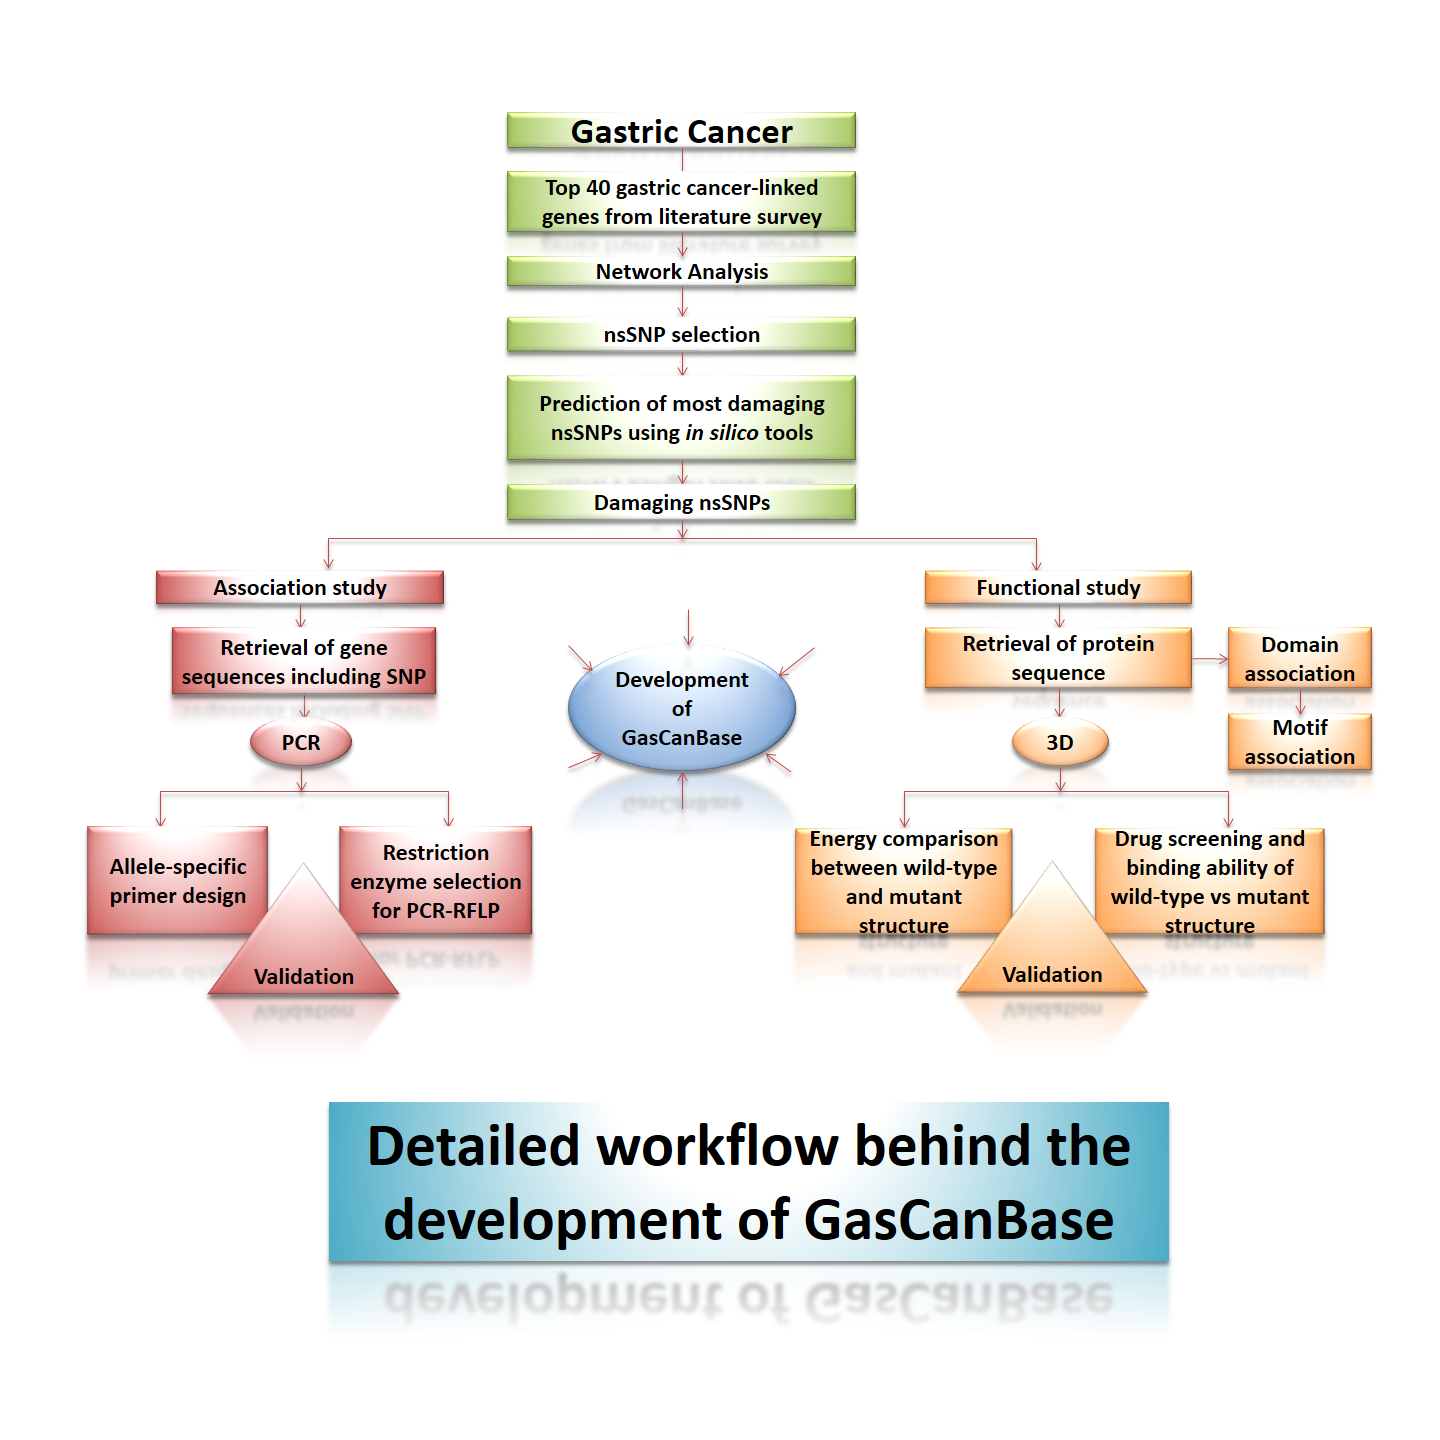 Gastric Cancer
Top 40 gastric cancer-linked
genes from literature survey
Network Analysis
nsSNP selection
Prediction of most damaging
nsSNPs using in silico tools
Damaging nsSNPs
Association study
Retrieval of gene
sequences including SNP
PCR
Allele-specific
primer design
Restriction
enzyme selection
for PCR-RFLP
Validation
Development
of
GasCanBase
Functional study
Retrieval of protein
sequence
Domain
association
Motif
association
3D
Energy comparison
between wild-type
and mutant
structure
Drug screening and
binding ability of
wild-type vs mutant
structure
Validation
Detailed workflow behind the
development of GasCanBase